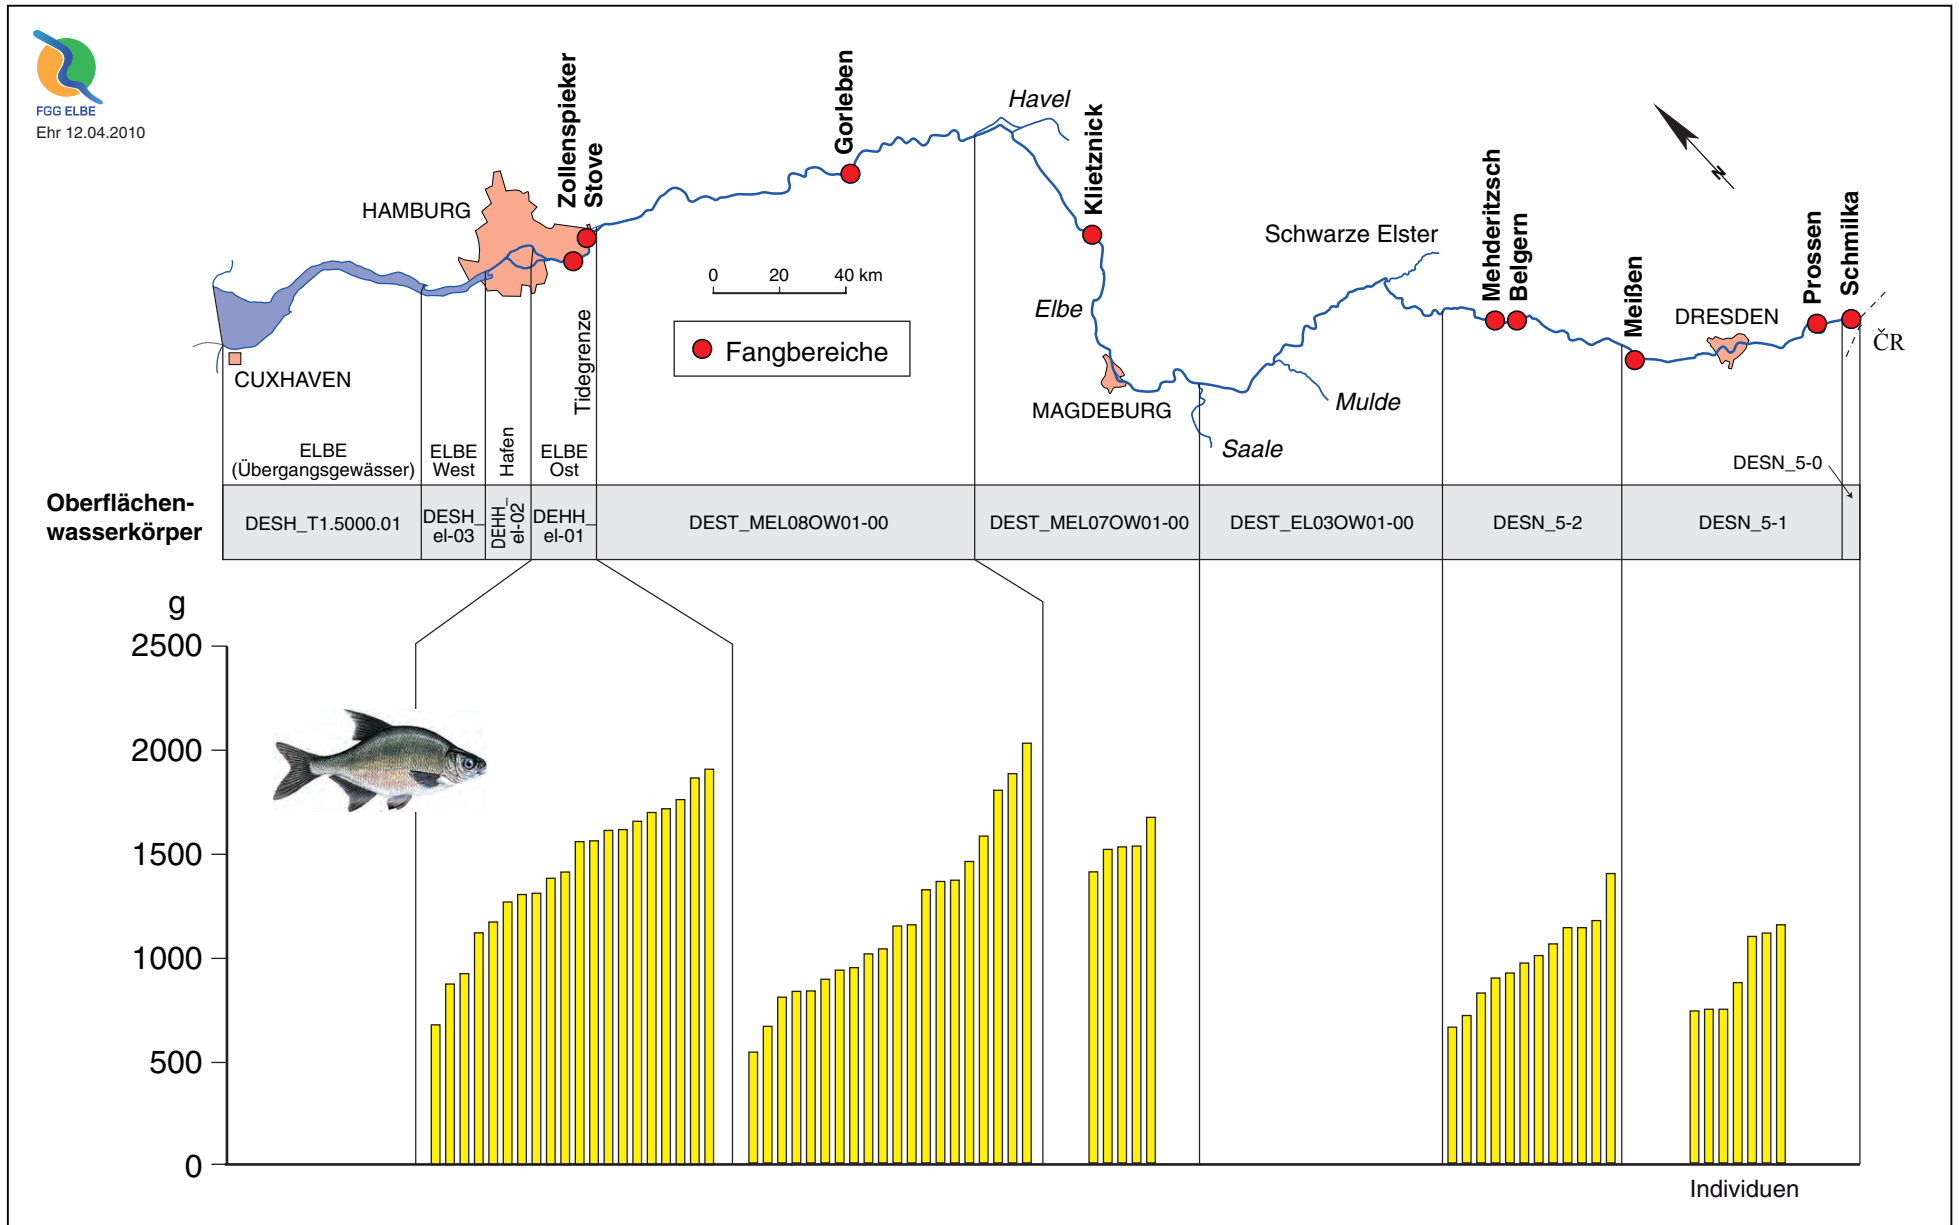 FGG ELBE
Ehr 12.04.2010
Zollenspieker
Stove
Gorleben
Havel
Klietznick
HAMBURG
Schwarze Elster
Mehderitzsch
Belgern
Meißen
DRESDEN
Prossen
Schmilka
N
ČR
0 20 40 km
Fangbereiche
Elbe
Tidegrenze
CUXHAVEN
MAGDEBURG
Mulde
Saale
ELBE
(Übergangsgewässer)
ELBE
West
Hafen
ELBE
Ost
DESN_5-0
Oberflächen-
wasserkörper
DESH_T1.5000.01
DESH_
el-03
DEHH_
el-02
DEHH_
el-01
DEST_MEL08OW01-00
DEST_MEL07OW01-00
DEST_EL03OW01-00
DESN_5-2
DESN_5-1
g
2500
2000
1500
1000
500
0
Individuen